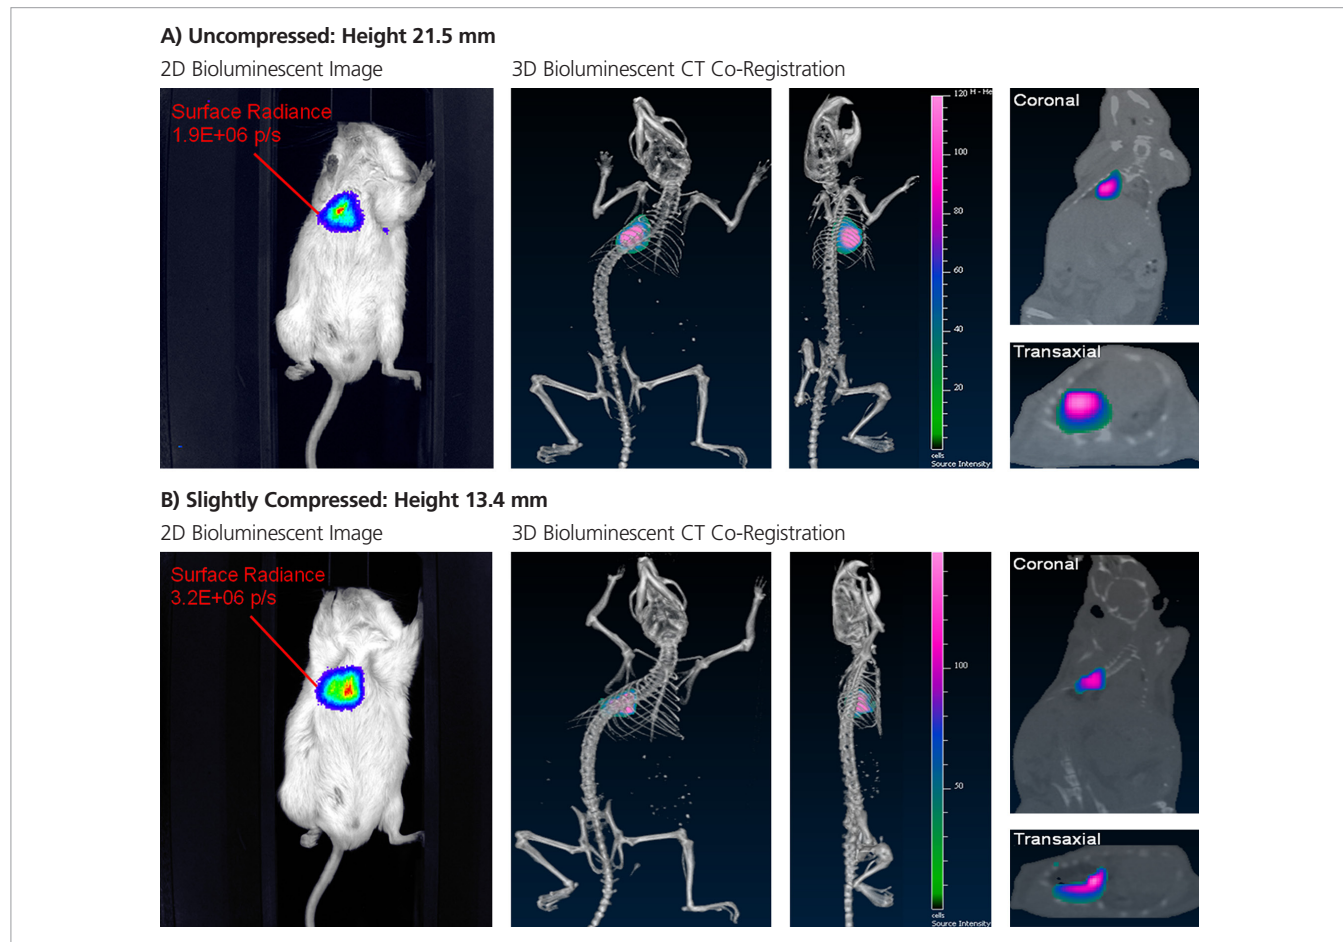 A) Uncompressed: Height 21.5 mm
2D Bioluminescent Image
3D Bioluminescent CT Co-Registration
Surface Radiance
1.9E+06 p/s
120
100
80
60
40
20
cells
Source Intensity
Coronal
Transaxial
B) Slightly Compressed: Height 13.4 mm
2D Bioluminescent Image
3D Bioluminescent CT Co-Registration
Surface Radiance
3.2E+06 p/s
100
50
cells
Source Intensity
Coronal
Transaxial